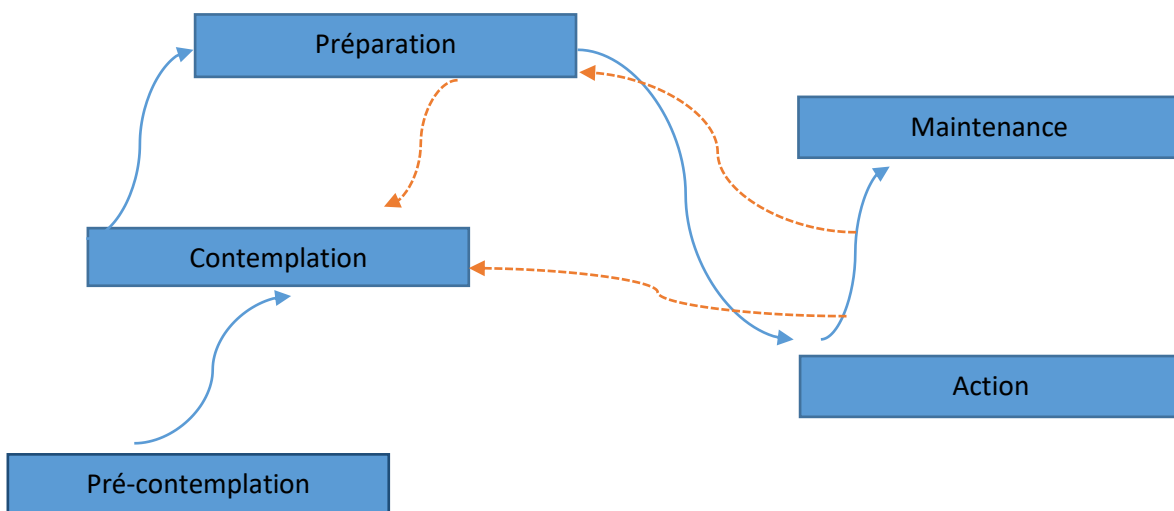 Préparation
Maintenance
Contemplation
Action
Pré-contemplation